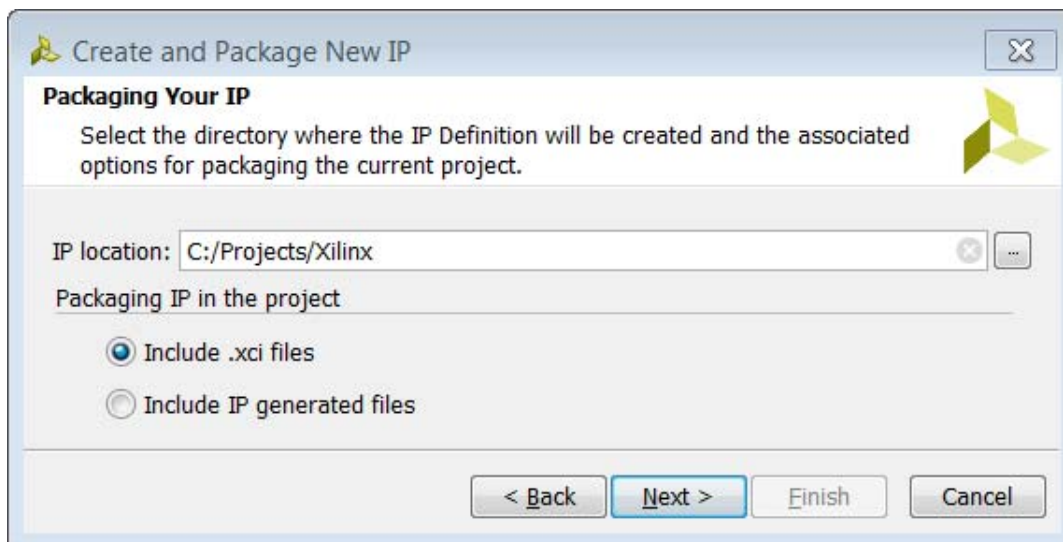 Create and Package New IP
Packaging Your IP
Select the directory where the IP Definition will be created and the associated
options for packaging the current project.
IP location: C:/Projects/Xilinx ...
Packaging IP in the project
Include .xci files
Include IP generated files
< Back Next > Finish Cancel